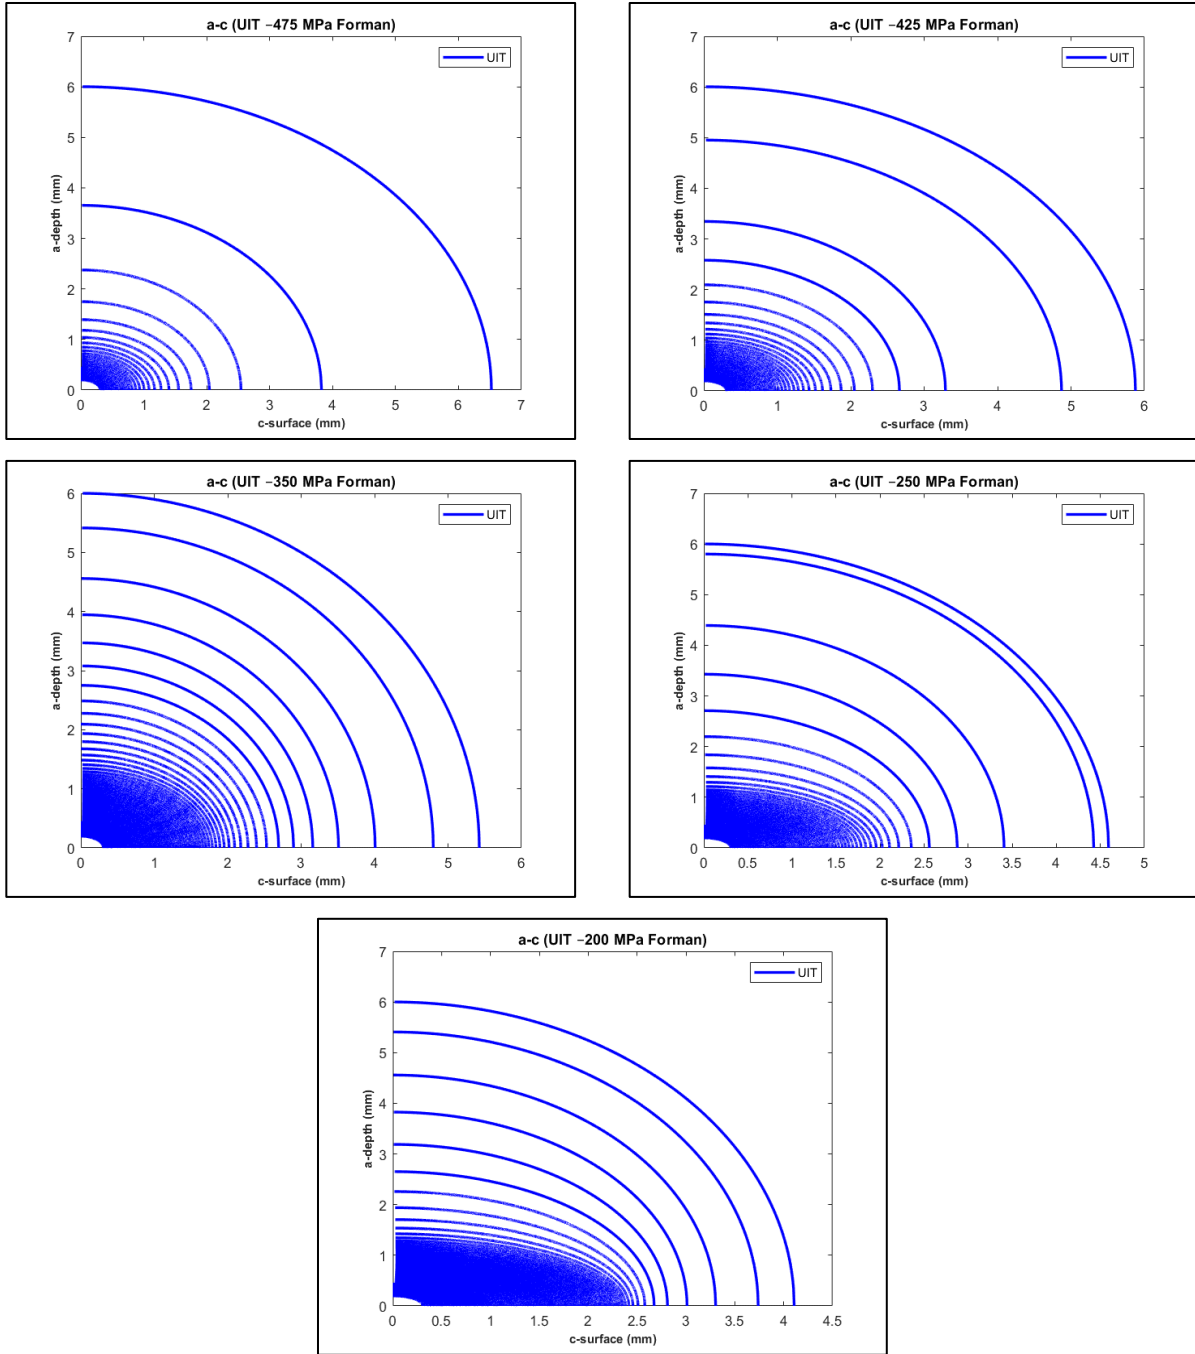 a-c (UIT −475 MPa Forman)
7
6
5
4
3
2
1
0
a-depth (mm)
UIT
0 1 2 3 4 5 6 7
c-surface (mm)
a-c (UIT −425 MPa Forman)
7
6
5
4
3
2
1
0
a-depth (mm)
UIT
0 1 2 3 4 5 6
c-surface (mm)
a-c (UIT −350 MPa Forman)
6
5
4
3
2
1
0
a-depth (mm)
UIT
0 1 2 3 4 5 6
c-surface (mm)
a-c (UIT −250 MPa Forman)
7
6
5
4
3
2
1
0
a-depth (mm)
UIT
0 0.5 1 1.5 2 2.5 3 3.5 4 4.5 5
c-surface (mm)
a-c (UIT −200 MPa Forman)
7
6
5
4
3
2
1
0
a-depth (mm)
UIT
0 0.5 1 1.5 2 2.5 3 3.5 4 4.5
c-surface (mm)